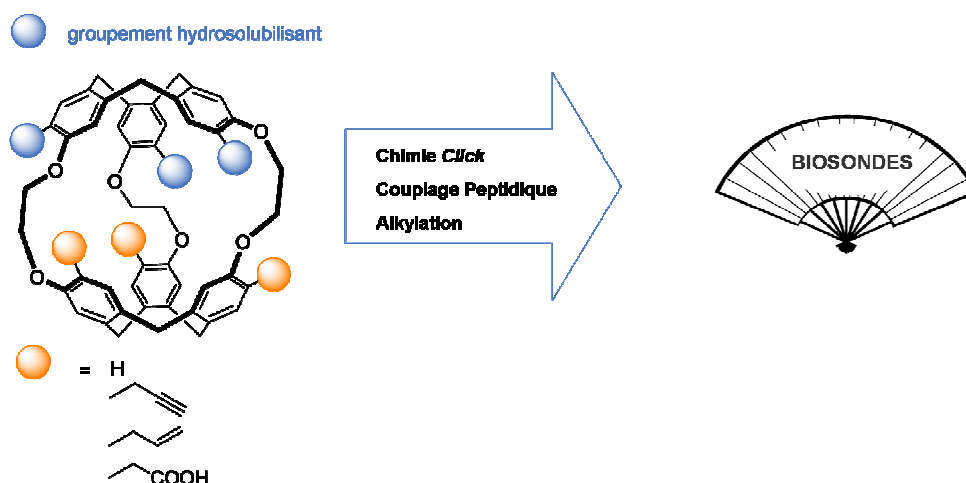 groupement hydrosolubilisant
O
O
O
O
O
O
Chimie Click
Couplage Peptidique
Alkylation
BIOSONDES
= H
COOH